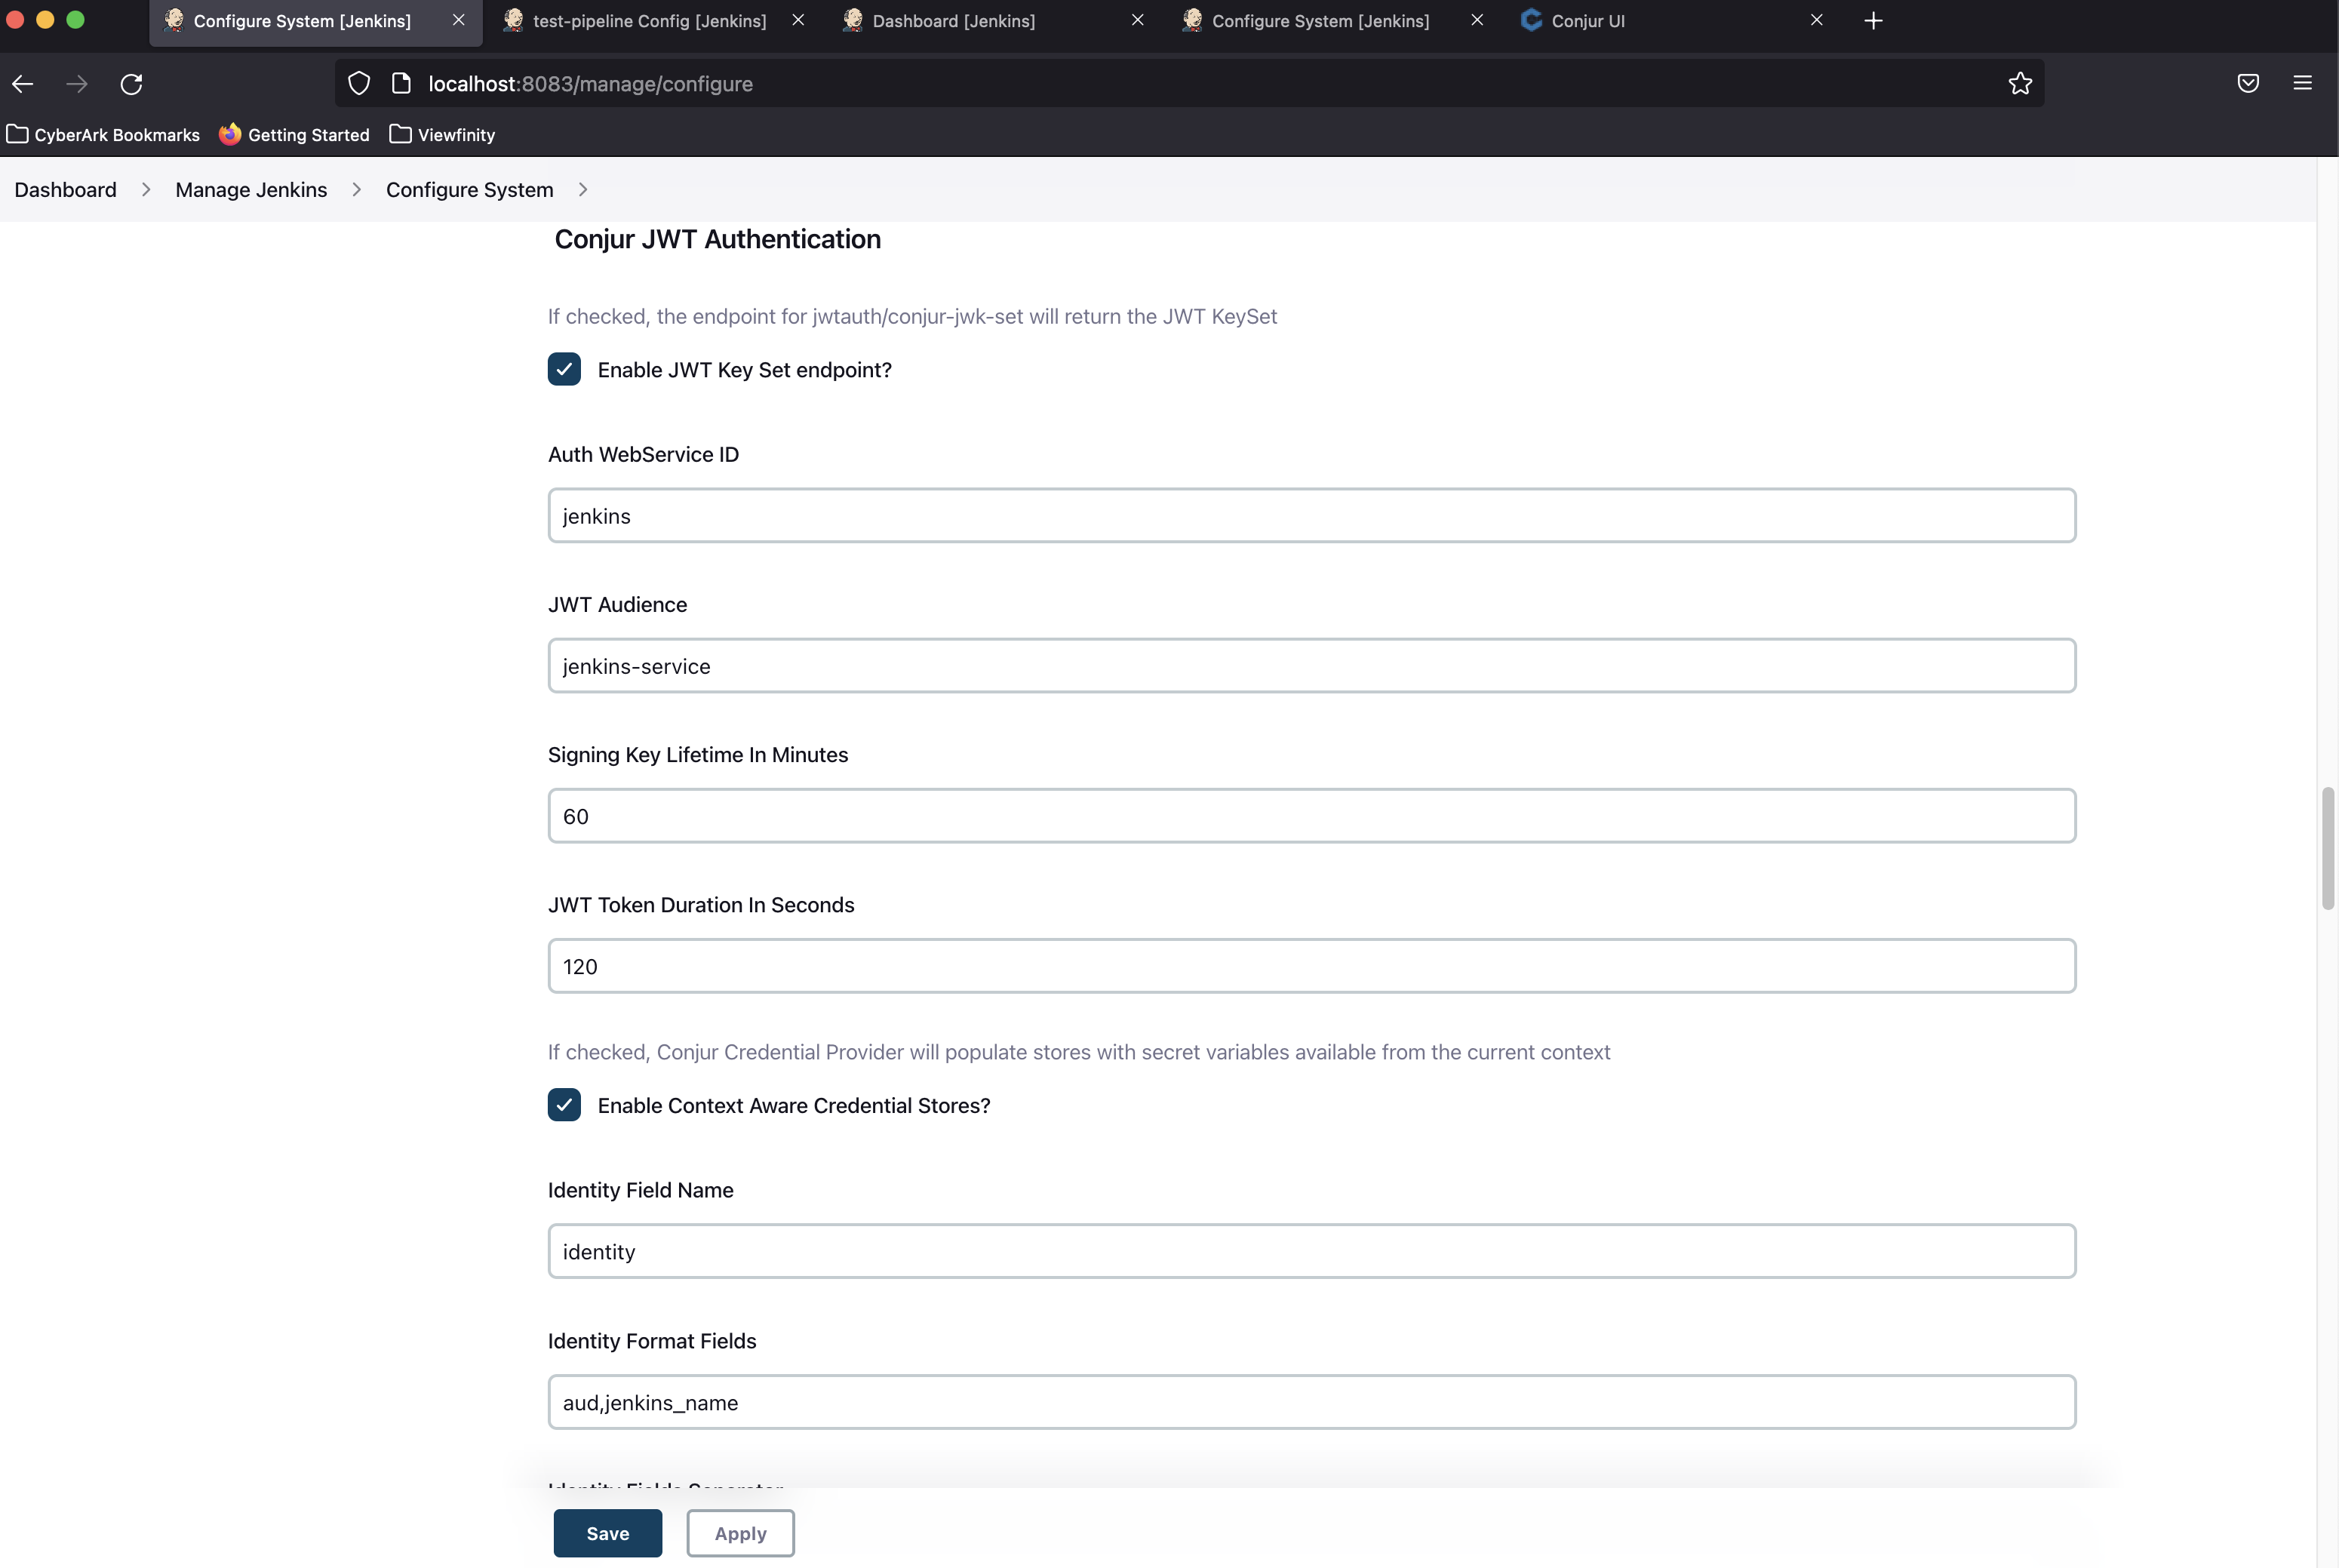 Configure System [Jenkins]
test-pipeline Config [Jenkins]
Dashboard [Jenkins]
Configure System [Jenkins]
Conjur UI
localhost:8083/manage/configure
CyberArk Bookmarks
Getting Started
Viewfinity
Dashboard
Manage Jenkins
Configure System
Conjur JWT Authentication
If checked, the endpoint for jwtauth/conjur-jwk-set will return the JWT KeySet
Enable JWT Key Set endpoint?
Auth WebService ID
jenkins
JWT Audience
jenkins-service
Signing Key Lifetime In Minutes
60
JWT Token Duration In Seconds
120
If checked, Conjur Credential Provider will populate stores with secret variables available from the current context
Enable Context Aware Credential Stores?
Identity Field Name
identity
Identity Format Fields
aud,jenkins_name
Identity Fields Separator
Save
Apply